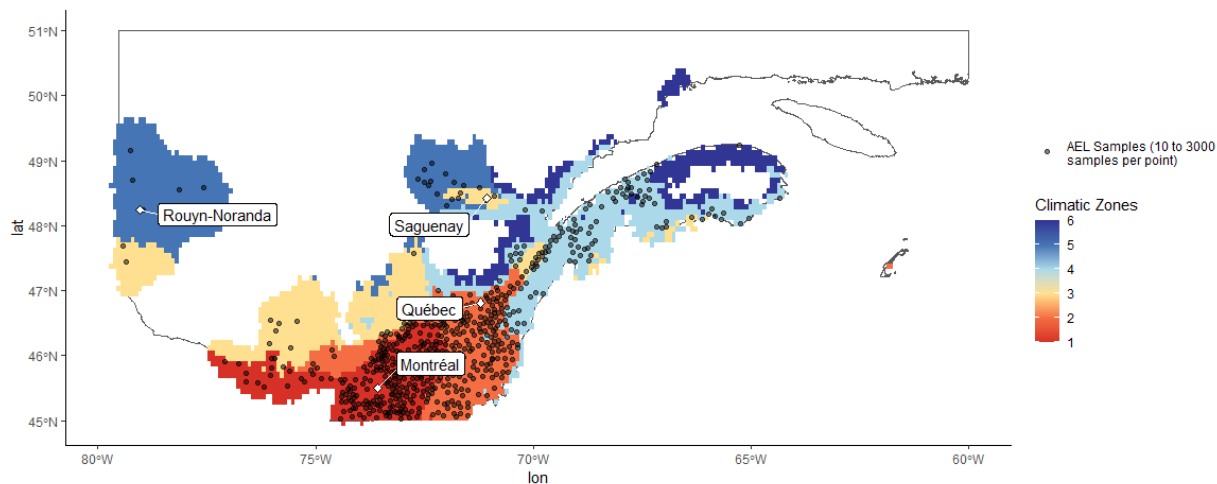 51°N
50°N
49°N
48°N
47°N
46°N
45°N
lat
80°W
75°W
70°W
65°W
60°W
lon
Rouyn-Noranda
Saguenay
Québec
Montréal
AEL Samples (10 to 3000
samples per point)
Climatic Zones
6
5
4
3
2
1